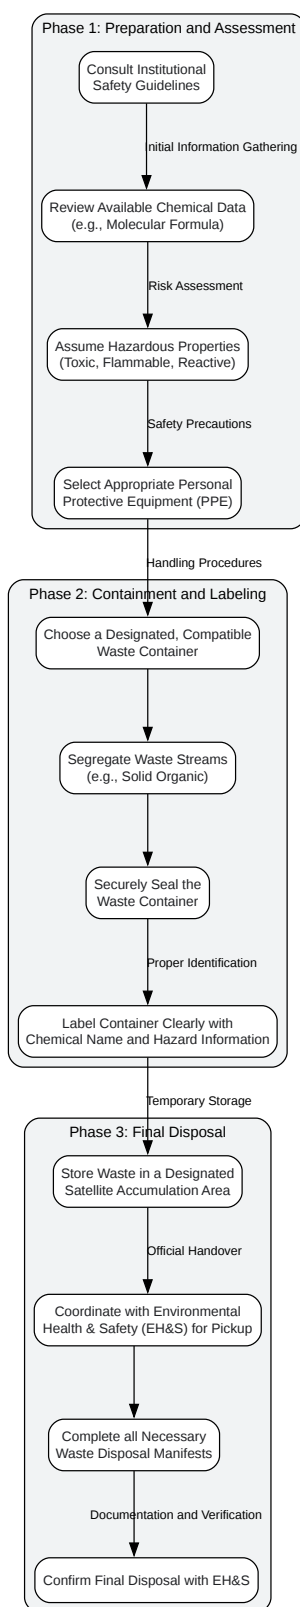 Phase 1: Preparation and Assessment
Consult Institutional
Safety Guidelines
Initial Information Gathering
Review Available Chemical Data
(e.g., Molecular Formula)
Risk Assessment
Assume Hazardous Properties
(Toxic, Flammable, Reactive)
Safety Precautions
Select Appropriate Personal
Protective Equipment (PPE)
Handling Procedures
Phase 2: Containment and Labeling
Choose a Designated, Compatible
Waste Container
Segregate Waste Streams
(e.g., Solid Organic)
Securely Seal the
Waste Container
Proper Identification
Label Container Clearly with
Chemical Name and Hazard Information
Temporary Storage
Phase 3: Final Disposal
Store Waste in a Designated
Satellite Accumulation Area
Official Handover
Coordinate with Environmental
Health & Safety (EH&S) for Pickup
Complete all Necessary
Waste Disposal Manifests
Documentation and Verification
Confirm Final Disposal with EH&S